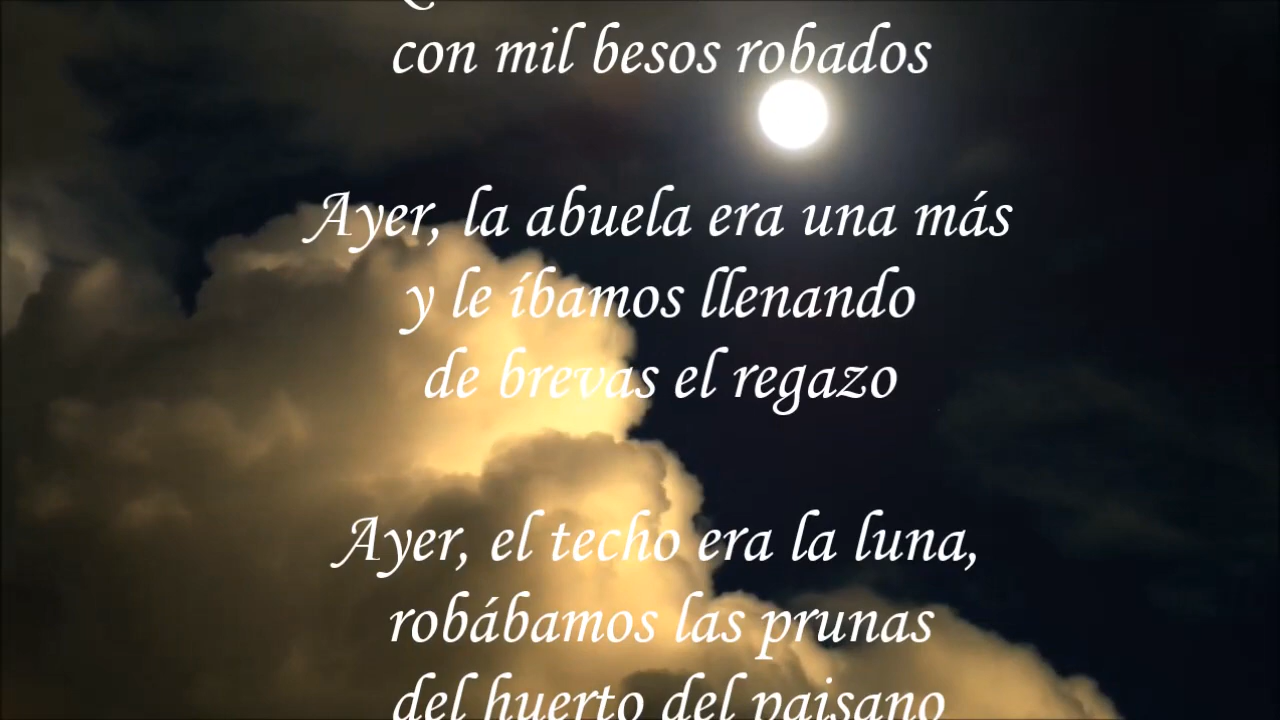 con mil besos robados
Ayer, la abuela era una más
y le íbamos llenando
de brevas el regazo
Ayer, el techo era la luna,
robábamos las prunas
del huerto del paisano